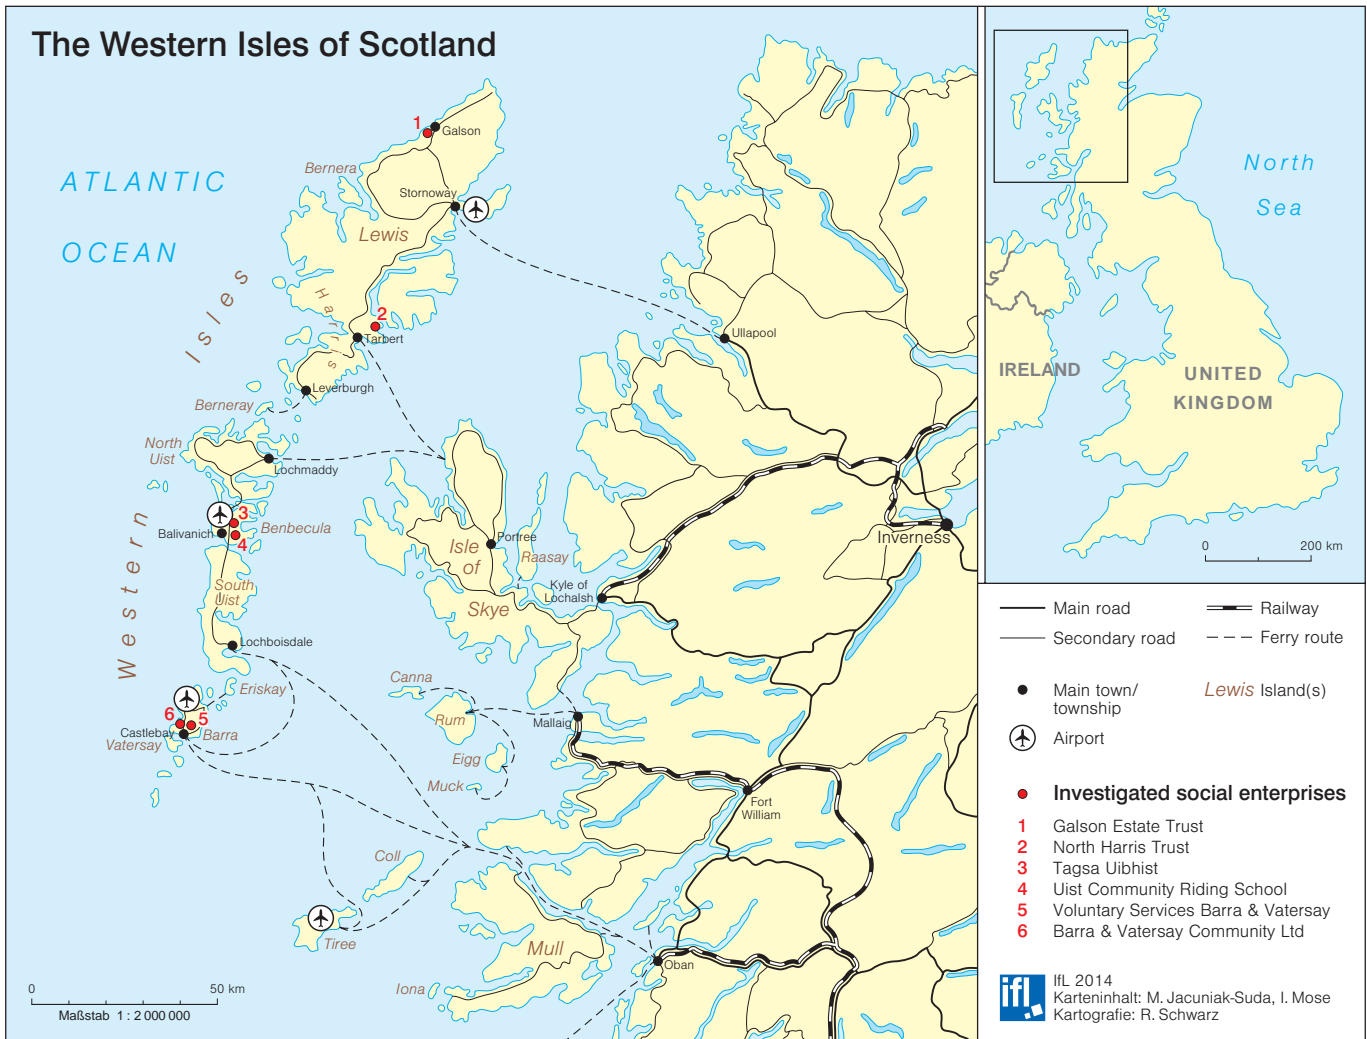 The Western Isles of Scotland
ATLANTIC
OCEAN
Western Isles
1
Galson
Bernera
Stornoway
Lewis
Harris
2
Tarbert
Leverburgh
Berneray
North
Uist
Lochmaddy
3
Balivanich
Benbecula
4
South
Uist
Lochboisdale
Eriskay
6
5
Castlebay
Barra
Vatersay
Ullapool
Portree
Isle
of
Skye
Raasay
Kyle of
Lochalsh
Inverness
Canna
Rum
Mallaig
Eigg
Muck
Fort
William
Coll
Tiree
Mull
Iona
Oban
0 50 km
Maßstab 1 : 2 000 000
North
Sea
IRELAND
UNITED
KINGDOM
0 200 km
Main road
Railway
Secondary road
Ferry route
Main town/
township
Lewis Island(s)
Airport
Investigated social enterprises
1 Galson Estate Trust
2 North Harris Trust
3 Tagsa Uibhist
4 Uist Community Riding School
5 Voluntary Services Barra & Vatersay
6 Barra & Vatersay Community Ltd
ifl
IfL 2014
Karteninhalt: M. Jacuniak-Suda, I. Mose
Kartografie: R. Schwarz